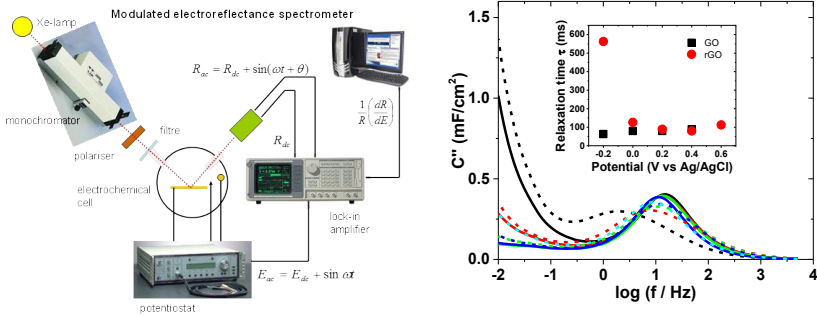 Modulated electroreflectance spectrometer
Xe-lamp
monochromator
polariser
filtre
electrochemical
cell
R_ac = R_dc + sin(ωt + θ)
R_dc
1/R (dR/dE)
lock-in
amplifier
E_ac = E_dc + sin ωt
potentiostat
C'' (mF/cm²)
1.5
1.0
0.5
0.0
-2 -1 0 1 2 3 4
log (f / Hz)
Relaxation time τ (ms)
600
500
400
300
200
100
0
-0.2 0.0 0.2 0.4 0.6
Potential (V vs Ag/AgCl)
GO
rGO